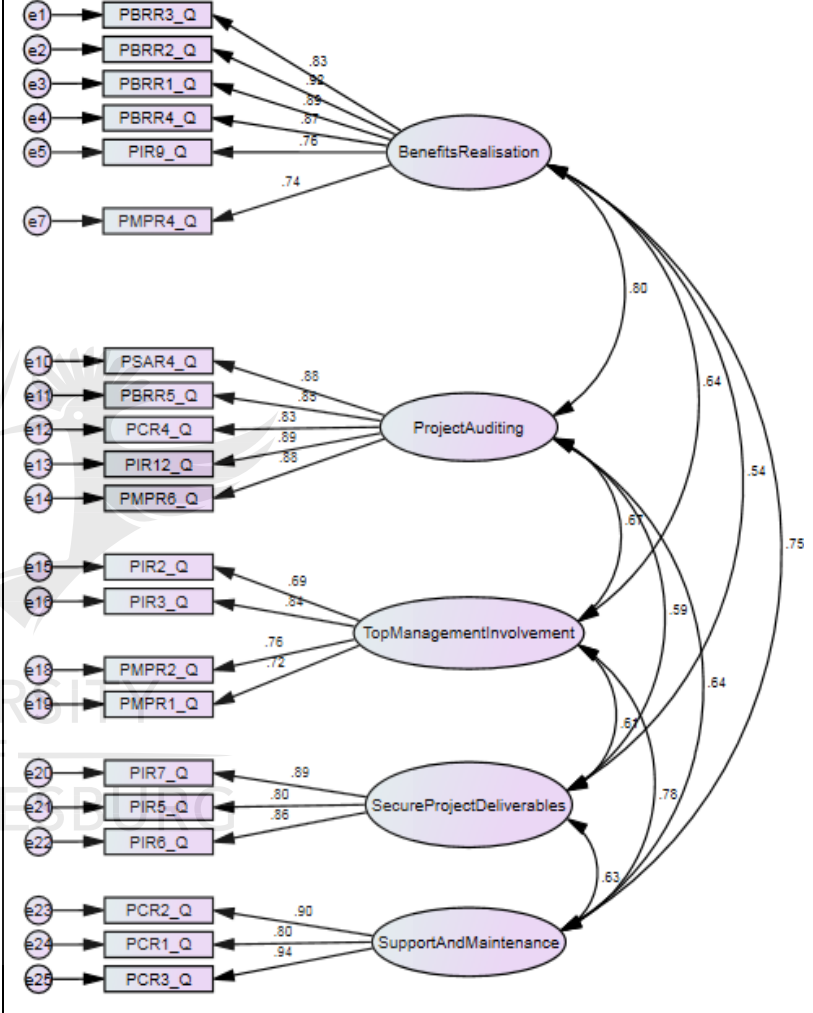 e1 PBRR3_Q
e2 PBRR2_Q .83
e3 PBRR1_Q .92
e4 PBRR4_Q .89
e5 PIR9_Q .87 BenefitsRealisation
.76
e7 PMPR4_Q .74
.80
e10 PSAR4_Q .88
e11 PBRR5_Q .85 .64
e12 PCR4_Q .83 ProjectAuditing
e13 PIR12_Q .89 .54
e14 PMPR6_Q .88
.67 .75
e15 PIR2_Q .69
e16 PIR3_Q .84 .59
TopManagementInvolvement
e18 PMPR2_Q .76 .64
e19 PMPR1_Q .72
RSITY
.61
e20 PIR7_Q .89
e21 PIR5_Q .80 SecureProjectDeliverables .78
e22 PIR6_Q .86
ESBURG
.63
e23 PCR2_Q .90
e24 PCR1_Q .80 SupportAndMaintenance
e25 PCR3_Q .94